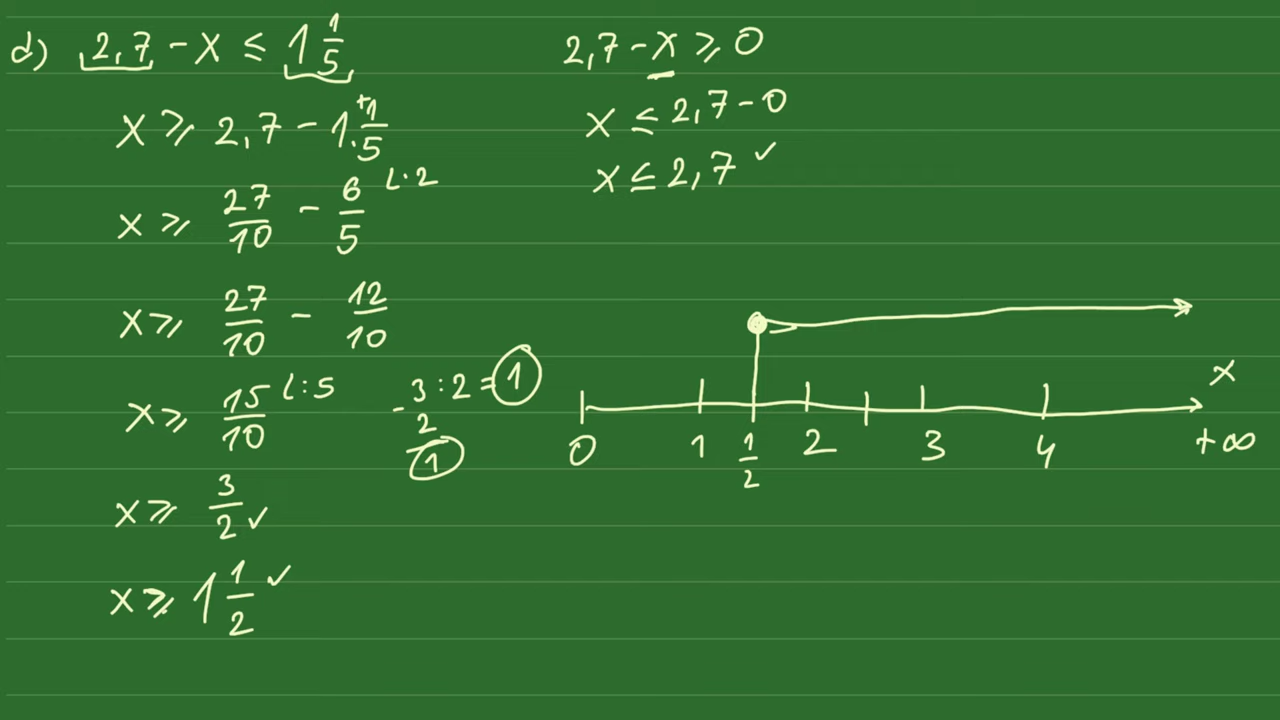 d) 2,7 - x ≤ 1 1/5
x ⩾ 2,7 - 1 + 1/. 5
x ⩾ 27/10 - 6/5 L·2
x ⩾ 27/10 - 12/10
x ⩾ 15/10 L:5
x ⩾ 3/2 ✓
x ⩾ 1 1/2 ✓
3 : 2 = 1
- 2
1
2,7 - x ⩾ 0
x ≤ 2,7 - 0
x ≤ 2,7 ✓
x
0 1 1/2 2 3 4 +∞